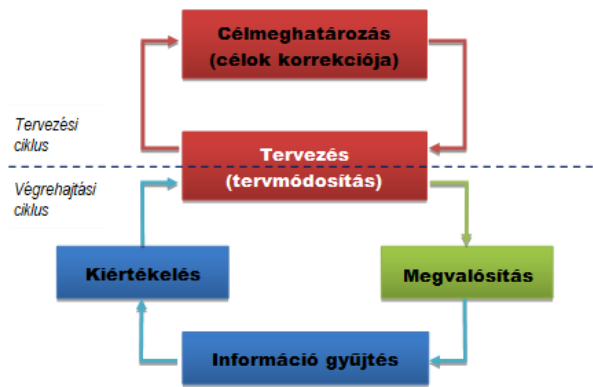 Célmeghatározás
(célok korrekciója)
Tervezési
ciklus
Tervezés
(tervmódosítás)
Végrehajtási
ciklus
Kiértékelés
Megvalósítás
Információ gyűjtés